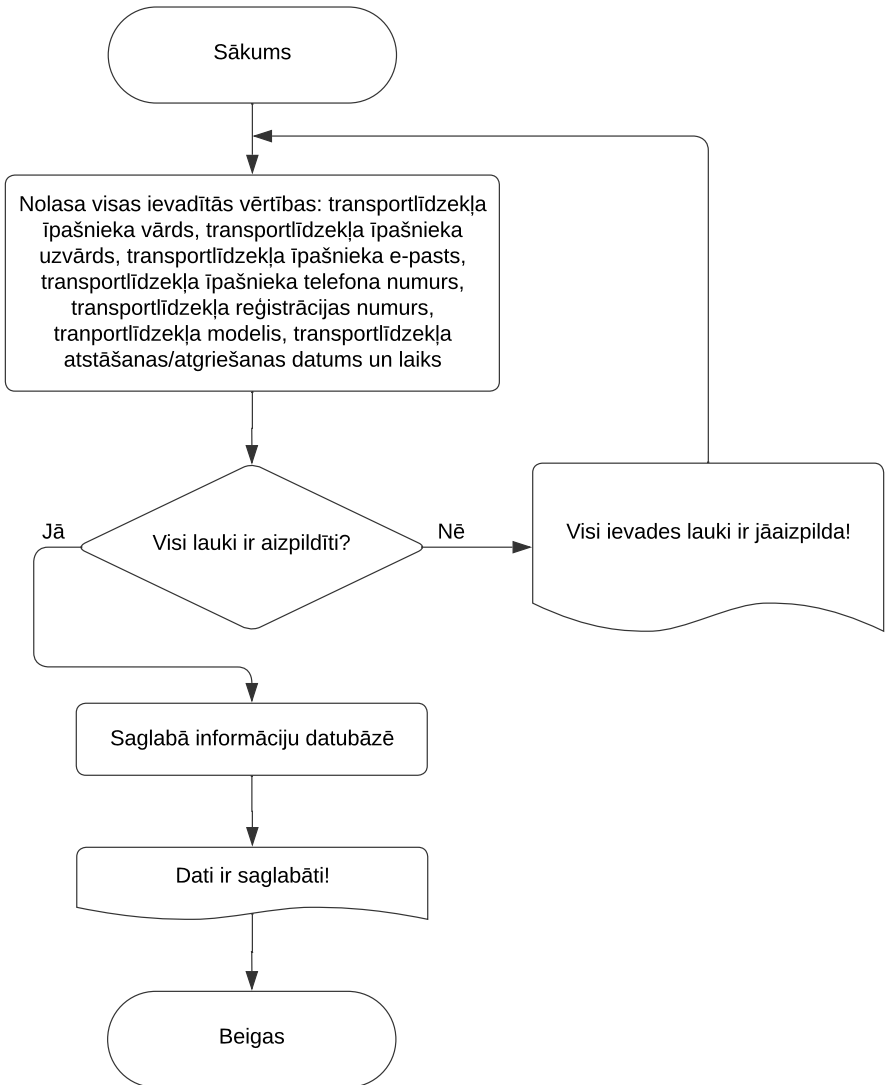 Sākums
Nolasa visas ievadītās vērtības: transportlīdzekļa
īpašnieka vārds, transportlīdzekļa īpašnieka
uzvārds, transportlīdzekļa īpašnieka e-pasts,
transportlīdzekļa īpašnieka telefona numurs,
transportlīdzekļa reģistrācijas numurs,
tranportlīdzekļa modelis, transportlīdzekļa
atstāšanas/atgriešanas datums un laiks
Jā
Visi lauki ir aizpildīti?
Nē
Visi ievades lauki ir jāaizpilda!
Saglabā informāciju datubāzē
Dati ir saglabāti!
Beigas